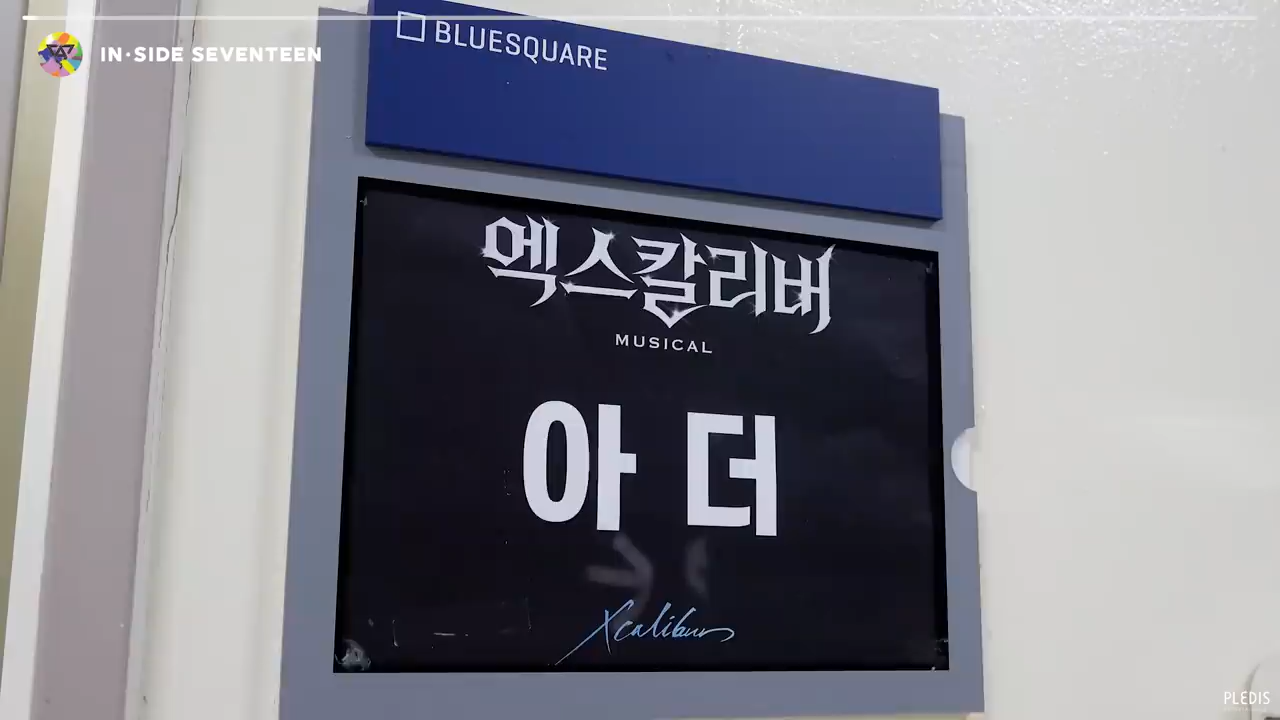 IN·SIDE SEVENTEEN
BLUESQUARE
엑스칼리버
MUSICAL
아 더
Xcalibur
PLEDIS